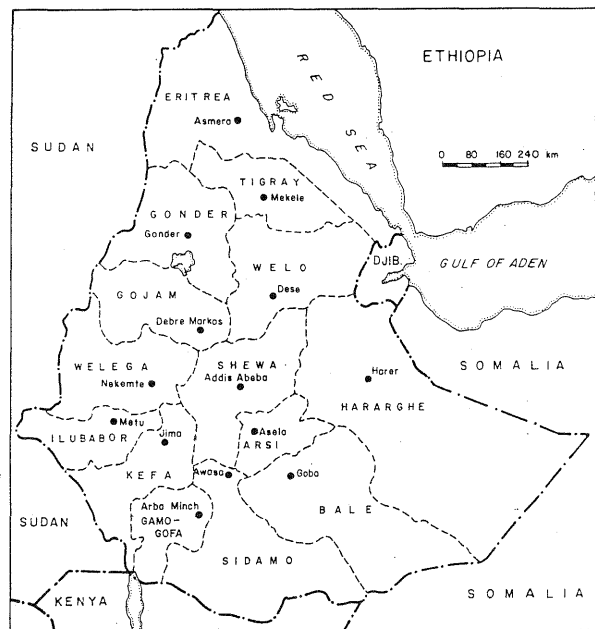 ETHIOPIA
RED SEA
ERITREA
Asmera
SUDAN
0 80 160 240 km
TIGRAY
Mekele
GONDER
Gonder
DJIB.
GULF OF ADEN
WELO
Dese
GOJAM
Debre Markos
WELEGA
Nekemte
SHEWA
Addis Abeba
Harer
SOMALIA
HARARGHE
Metu
ILUBABOR
Jima
Asela
ARSI
KEFA
Awasa
Goba
BALE
Arba Minch
GAMO-
GOFA
SUDAN
SIDAMO
KENYA
SOMALIA